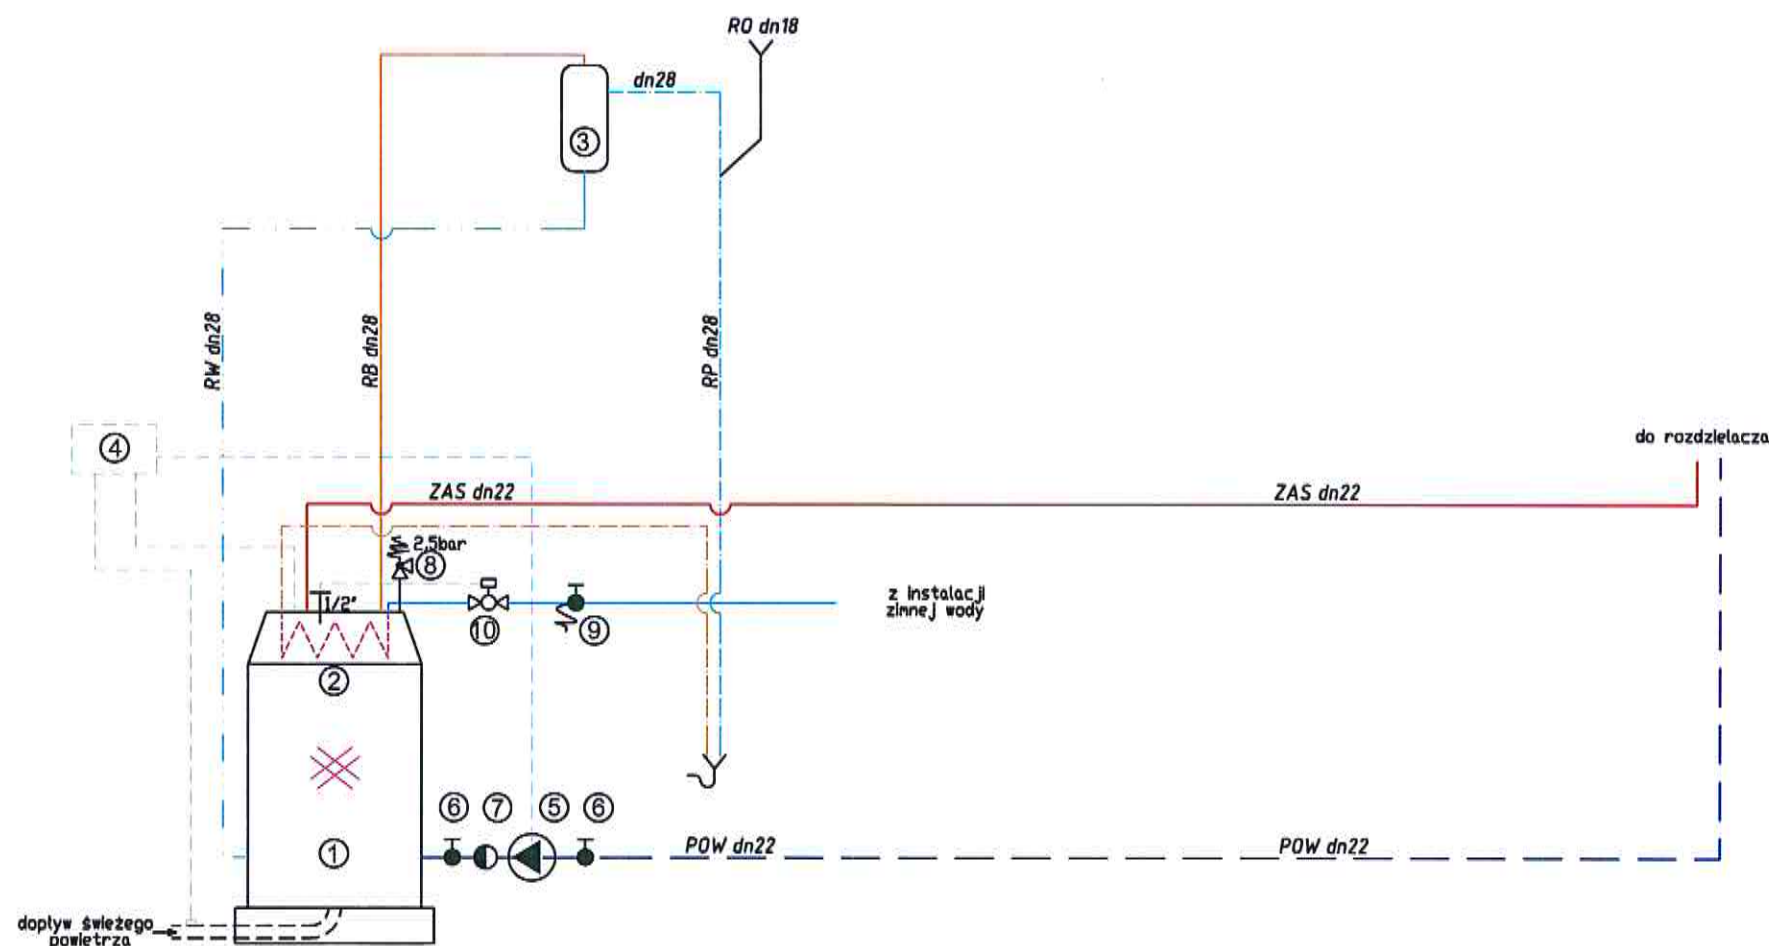 RO dn18
dn28
3
RW dn28
RB dn28
RP dn28
4
do rozdzielacza
ZAS dn22
ZAS dn22
2,5bar
8
1/2"
z instalacji
zimnej wody
10
9
2
6
7
5
6
1
POW dn22
POW dn22
dopływ świeżego
powietrza